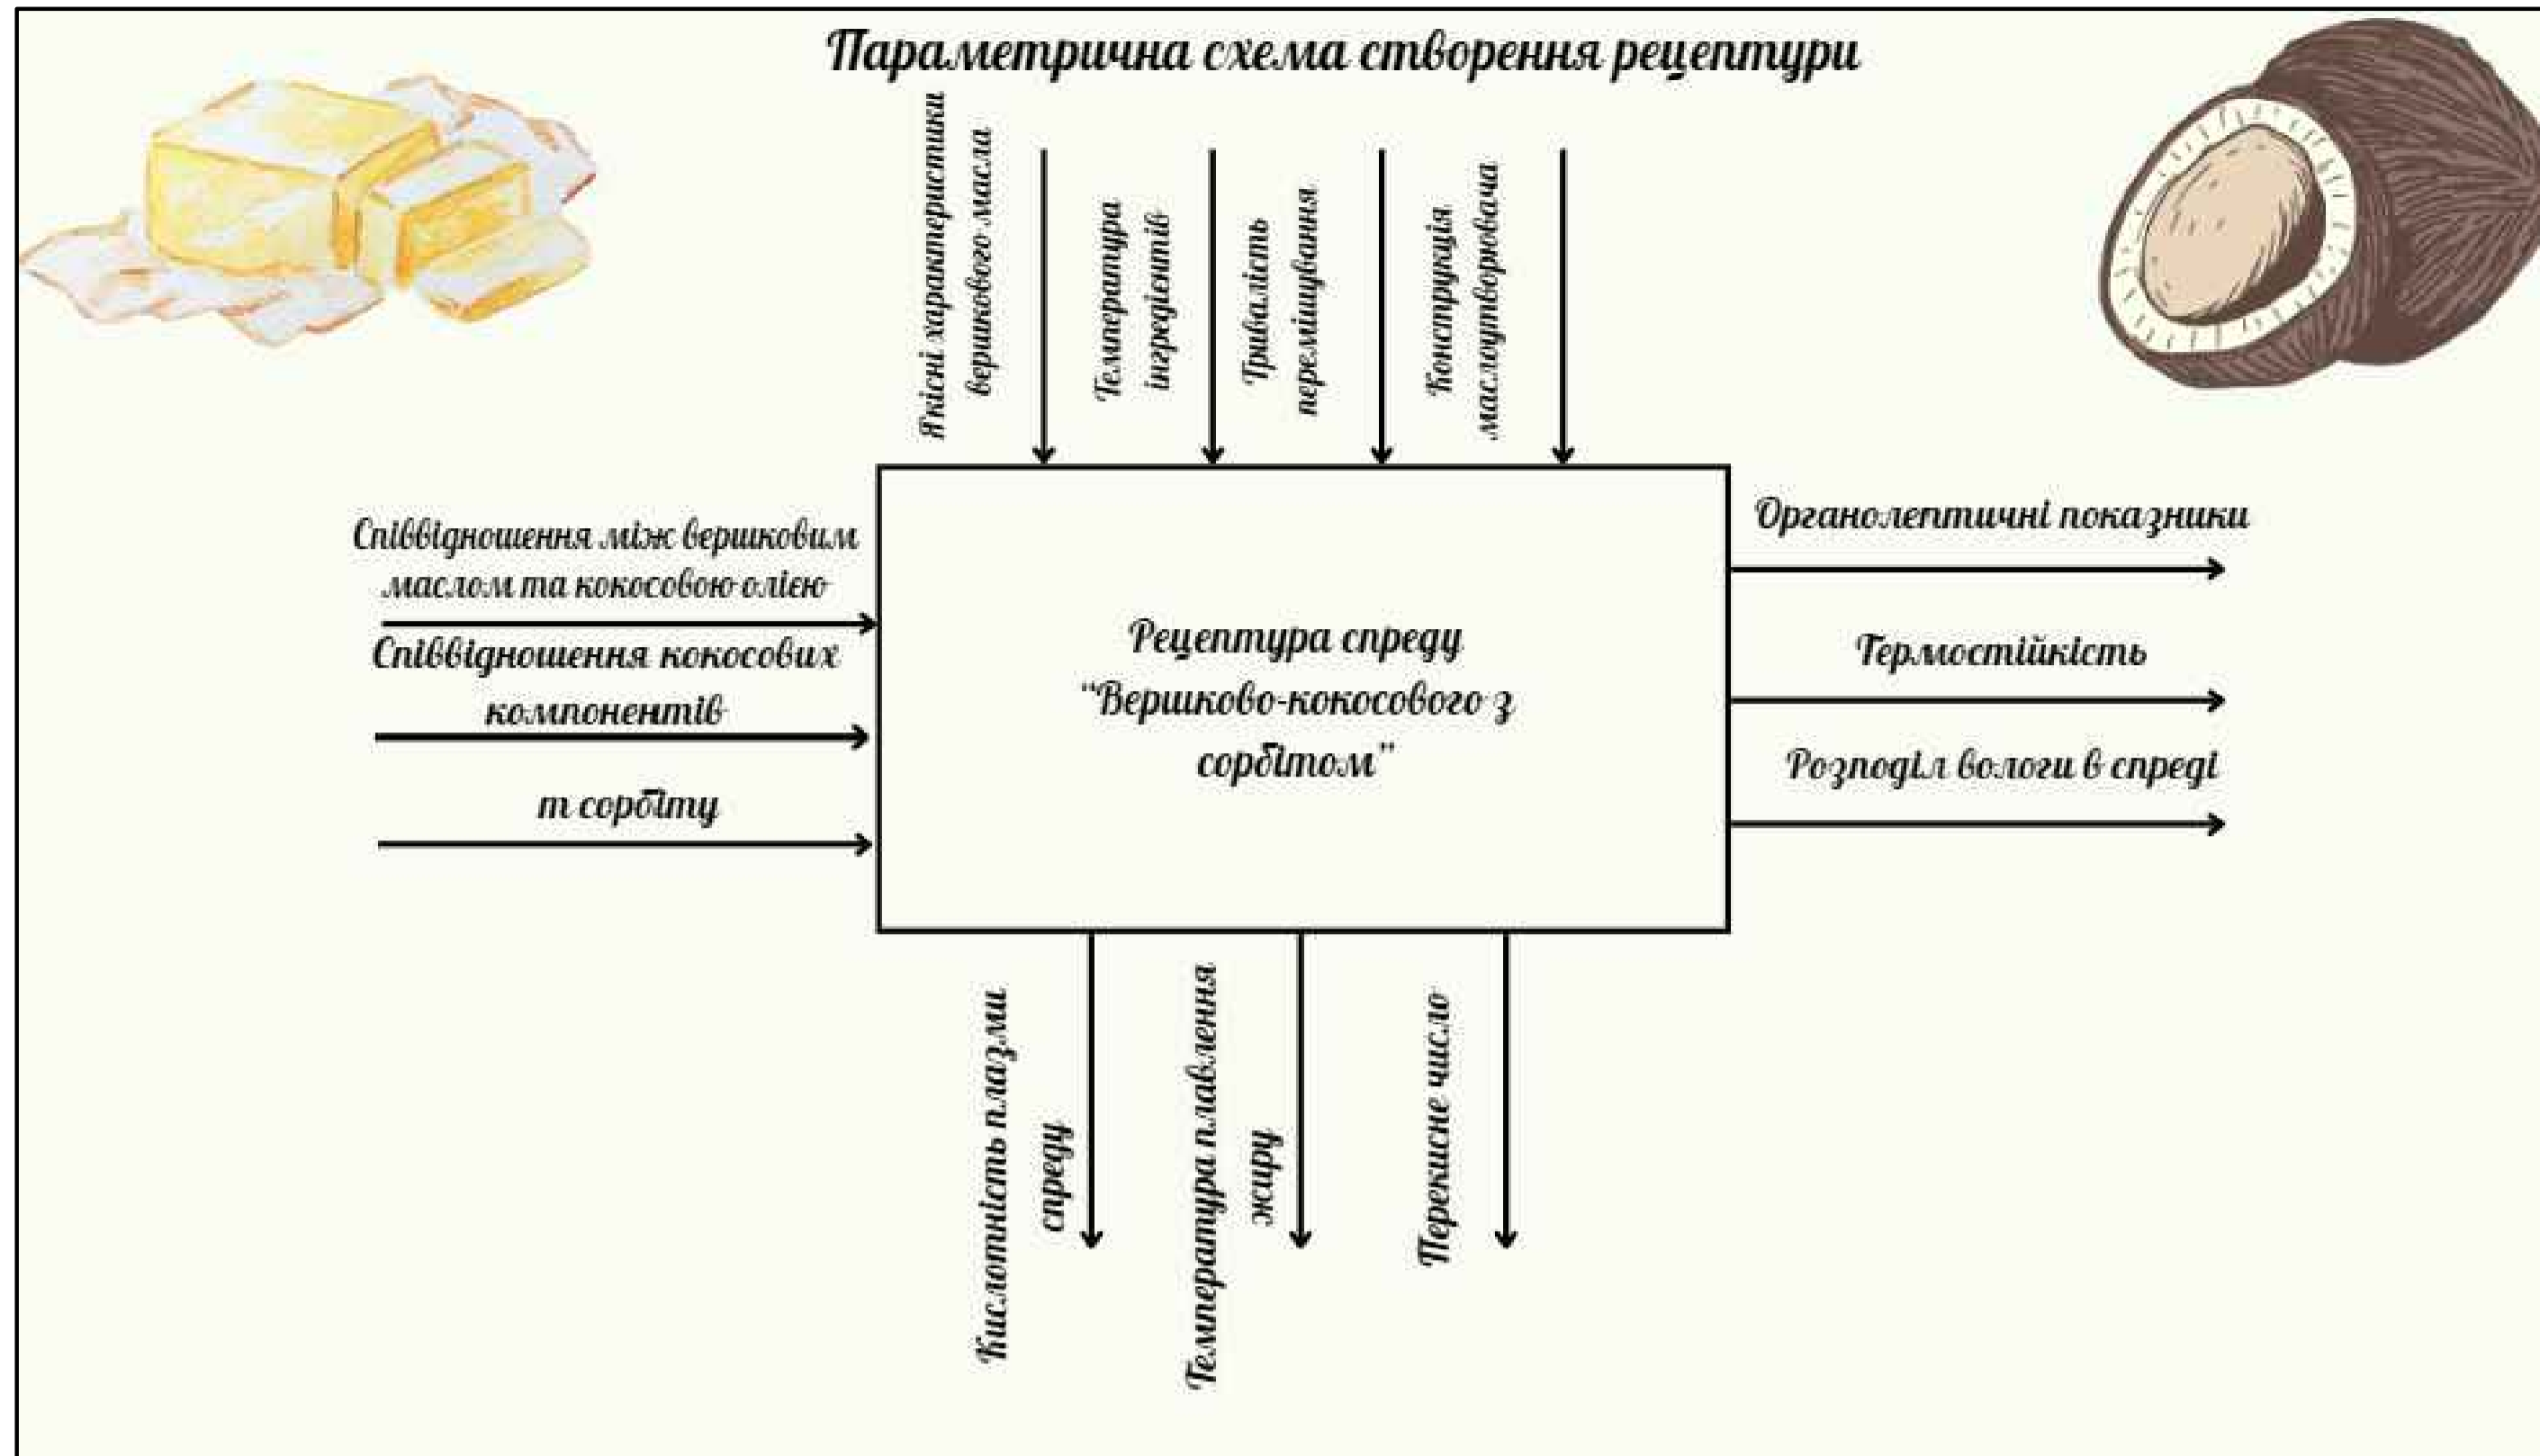 Параметрична схема створення рецептури
Якісні характеристики
вершкового масла
Температура
інгредієнтів
Тривалість
перемішування
Конструкція
маслоутворювача
Співвідношення між вершковим
маслом та кокосовою олією
Співвідношення кокосових
компонентів
m сорбіту
Рецептура спреду
“Вершково-кокосового з
сорбітом”
Органолептичні показники
Термостійкість
Розподіл вологи в спреді
Кислотність плазми
спреду
Температура плавлення
жиру
Перекисне число